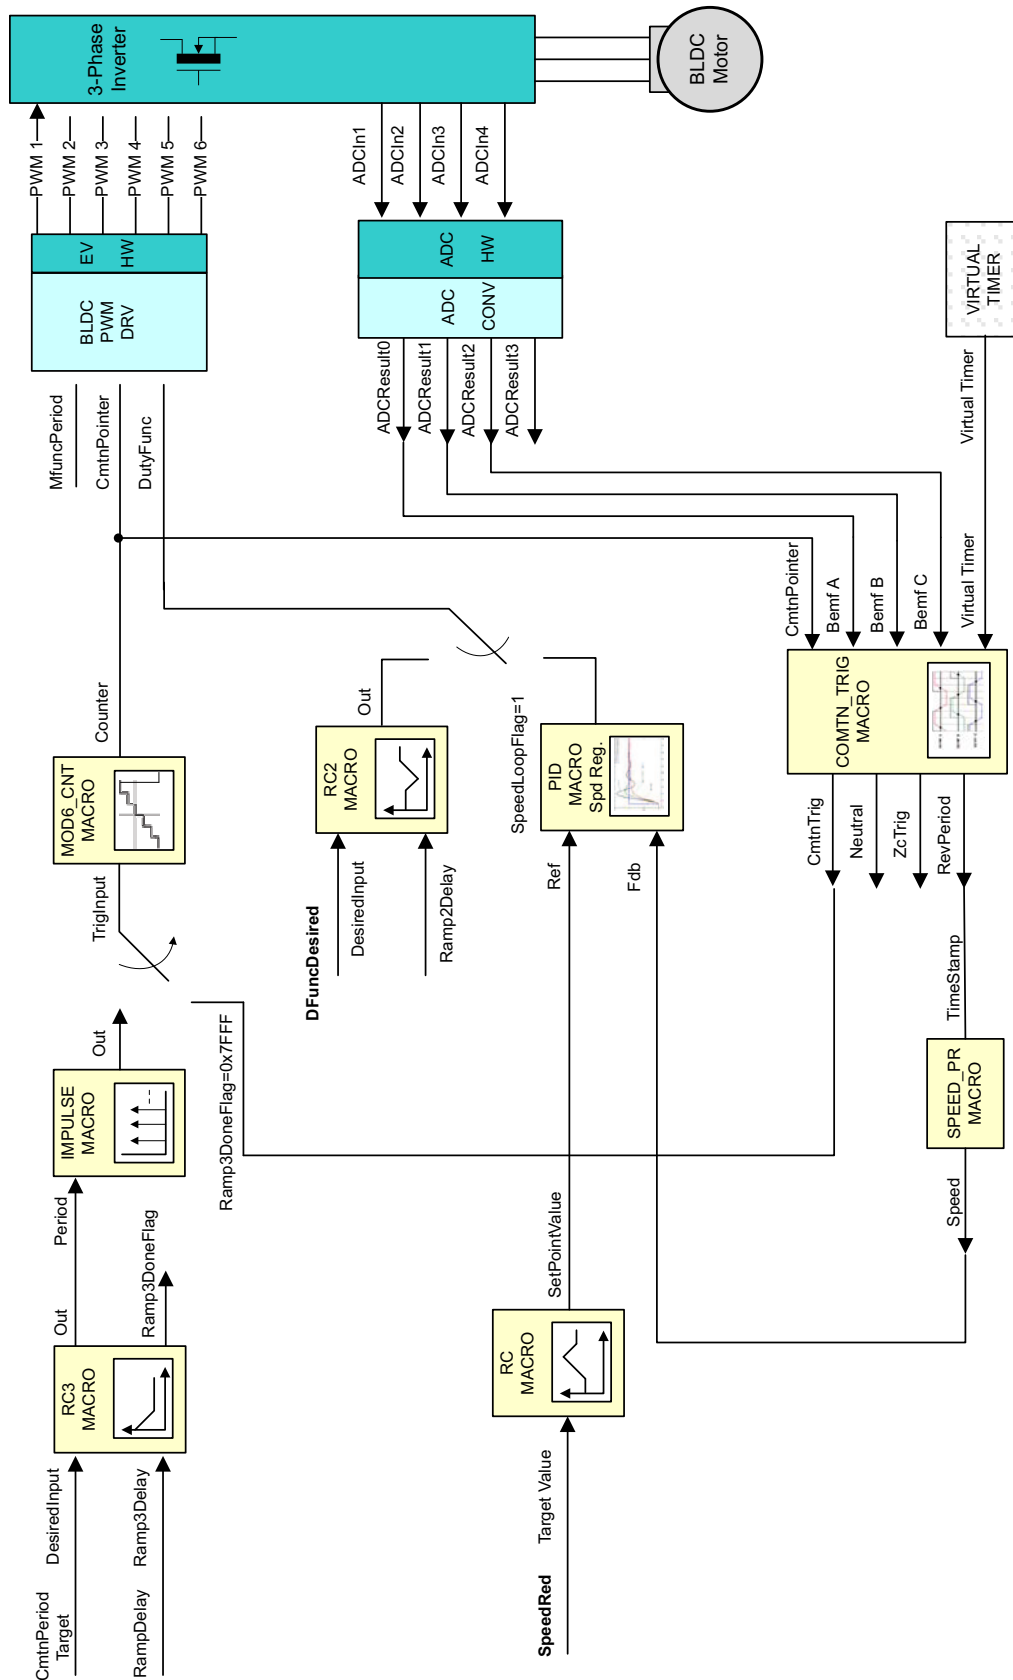 CmtnPeriod
Target
DesiredInput
RampDelay
Ramp3Delay
RC3
MACRO
Out
Period
Ramp3DoneFlag
IMPULSE
MACRO
Out
Ramp3DoneFlag=0x7FFF
TrigInput
MOD6_CNT
MACRO
Counter
MfuncPeriod
CmtnPointer
DutyFunc
BLDC
PWM
DRV
EV
HW
PWM 1
PWM 2
PWM 3
PWM 4
PWM 5
PWM 6
3-Phase
Inverter
BLDC
Motor
DFuncDesired
DesiredInput
Ramp2Delay
RC2
MACRO
Out
SpeedLoopFlag=1
ADCResult0
ADCResult1
ADCResult2
ADCResult3
ADC
CONV
ADC
HW
ADCIn1
ADCIn2
ADCIn3
ADCIn4
SpeedRed
Target Value
RC
MACRO
SetPointValue
Ref
Fdb
PID
MACRO
Spd Reg.
Speed
SPEED_PR
MACRO
TimeStamp
CmtnTrig
Neutral
ZcTrig
RevPeriod
COMTN_TRIG
MACRO
CmtnPointer
Bemf A
Bemf B
Bemf C
Virtual Timer
Virtual Timer
VIRTUAL
TIMER